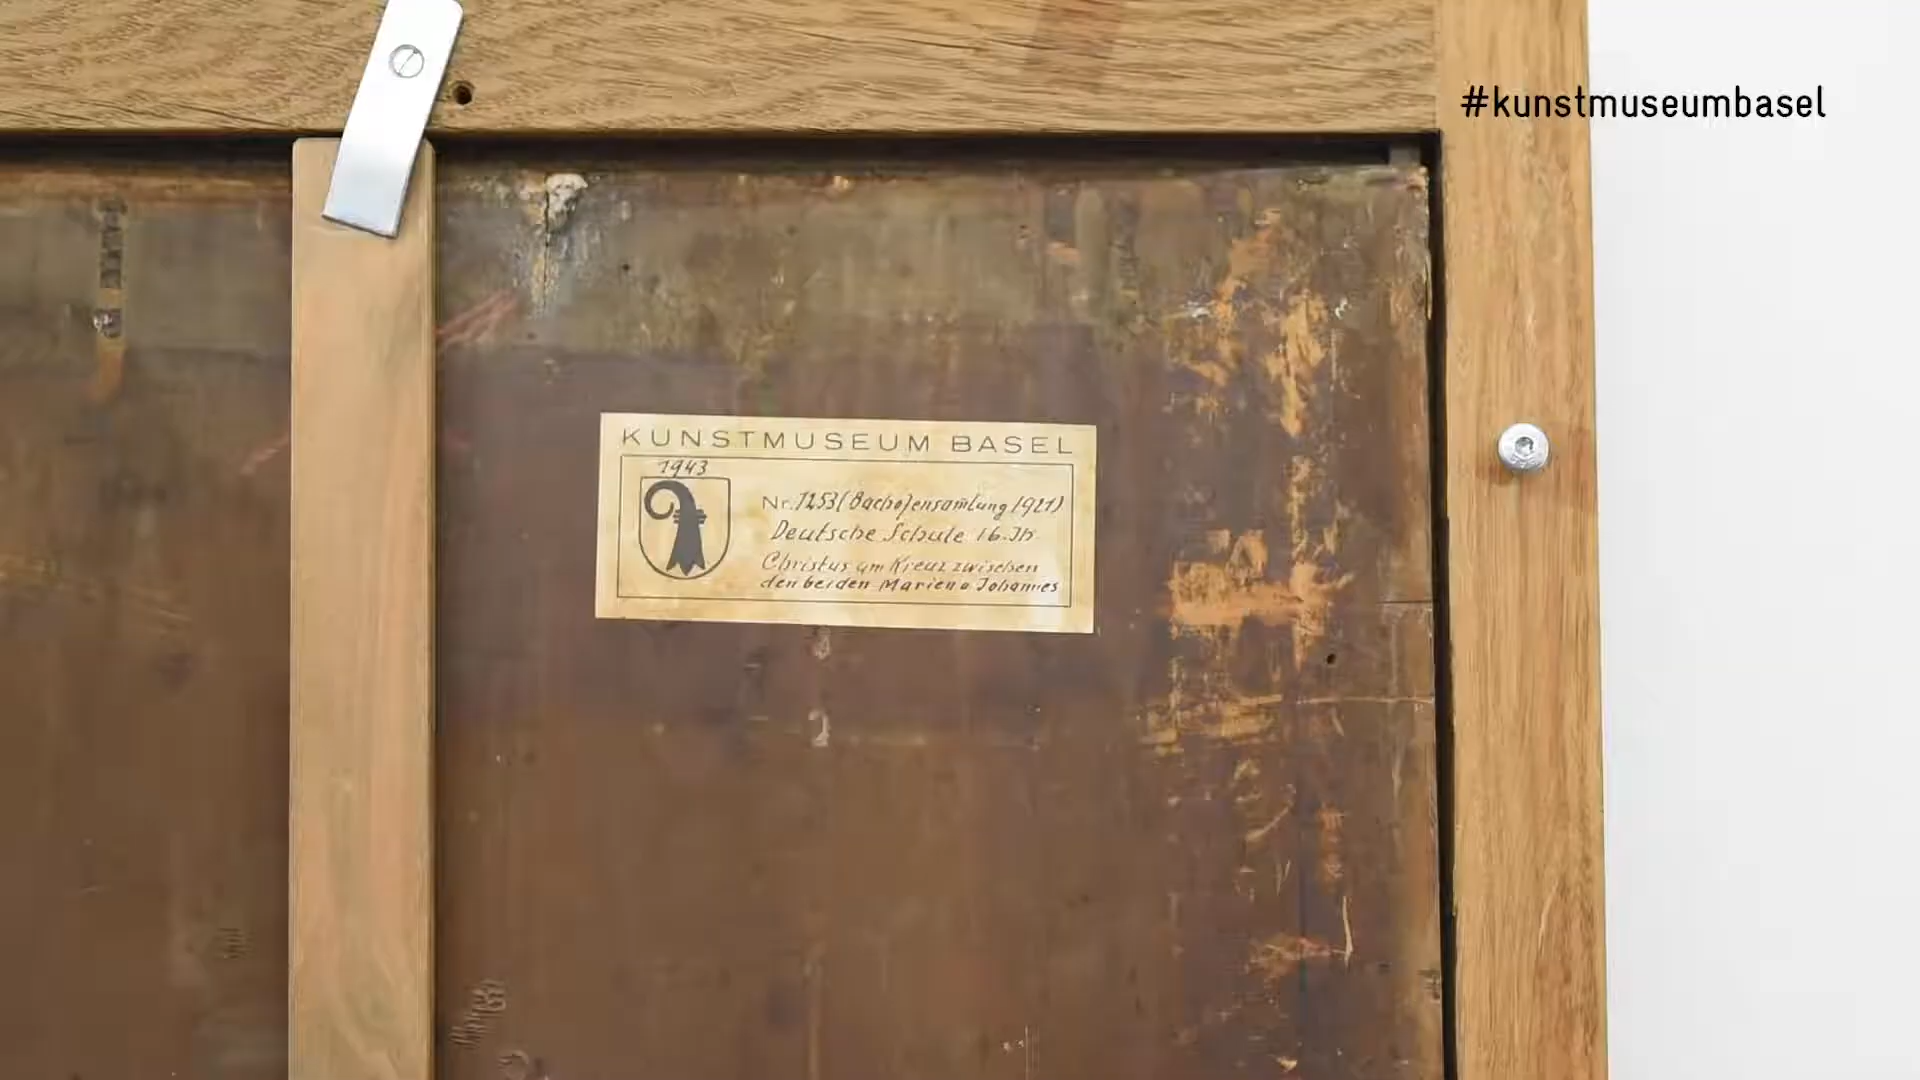 #kunstmuseumbasel
KUNSTMUSEUM BASEL
1943
Nr. 1253 (Bachofensamlung 1921)
Deutsche Schule 16. Jh.
Christus am Kreuz zwischen
den beiden Marien u. Johannes